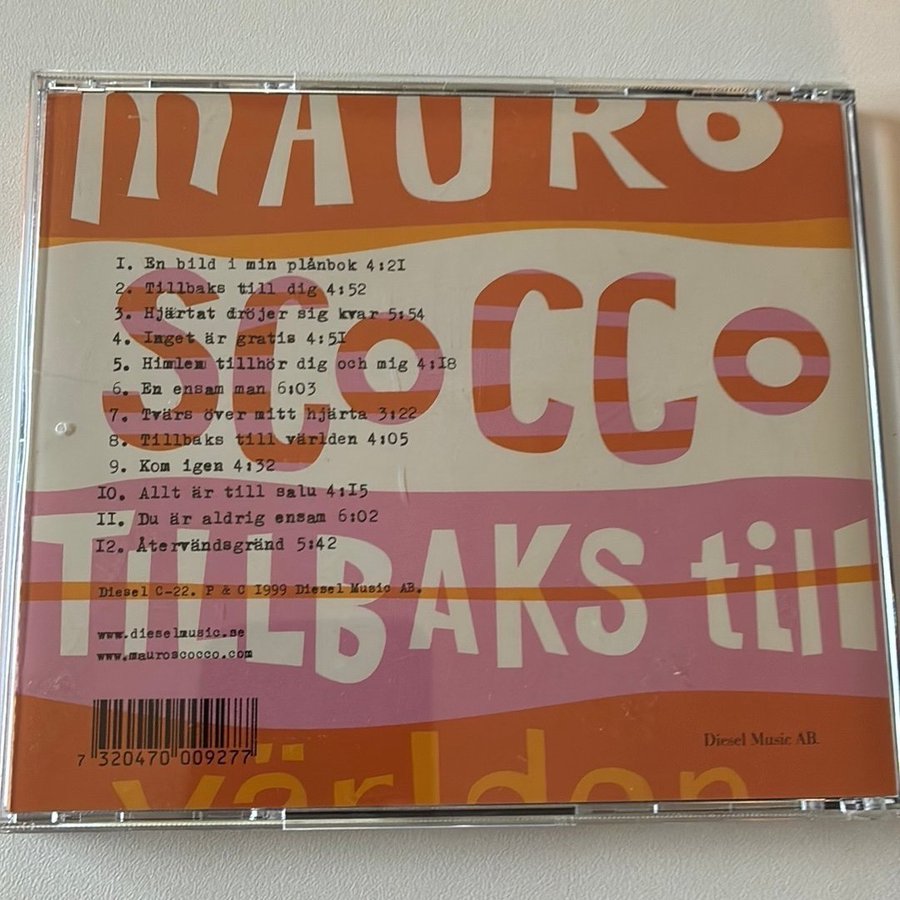 MAURO
SCOCCO
1. En bild i min plånbok 4:21
2. Tillbaks till dig 4:52
3. Hjärtat dröjer sig kvar 5:54
4. Inget är gratis 4:51
5. Himlem tillhör dig och mig 4:18
6. En ensam man 6:03
7. Tvärs över mitt hjärta 3:22
8. Tillbaks till världen 4:05
9. Kom igen 4:32
10. Allt är till salu 4:15
11. Du är aldrig ensam 6:02
12. Återvändsgränd 5:42
TILLBAKS till
Diesel C-22. P & C 1999 Diesel Music AB.
www.dieselmusic.se
www.mauroscocco.com
världen
7 320470 009277
Diesel Music AB.